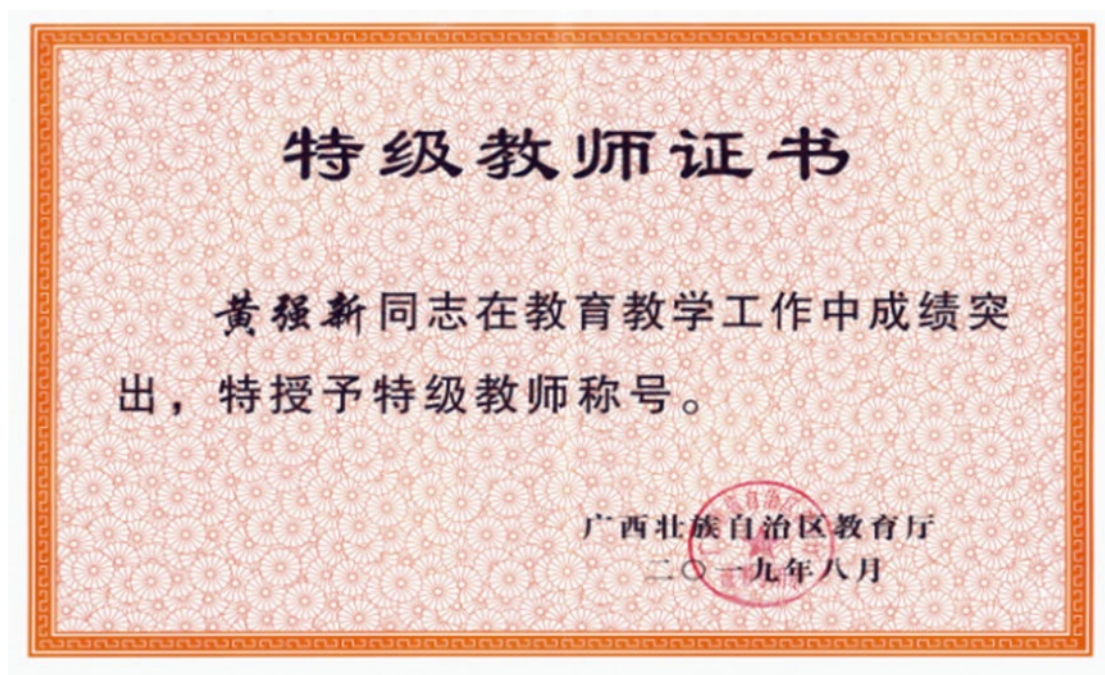 特级教师证书
黄强新同志在教育教学工作中成绩突
出，特授予特级教师称号。
广西壮族自治区教育厅
二〇一九年八月